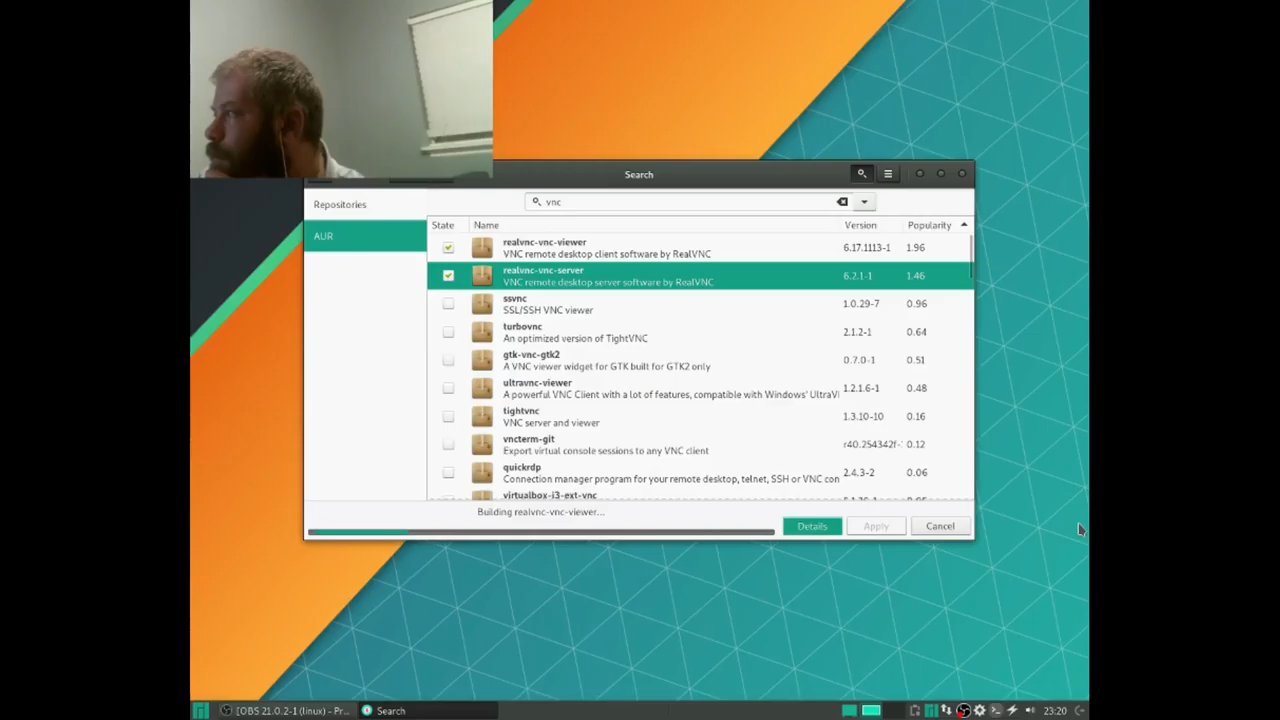 Search
Repositories
AUR
vnc
State Name Version Popularity
realvnc-vnc-viewer
VNC remote desktop client software by RealVNC
6.17.1113-1 1.96
realvnc-vnc-server
VNC remote desktop server software by RealVNC
6.2.1-1 1.46
ssvnc
SSL/SSH VNC viewer
1.0.29-7 0.96
turbovnc
An optimized version of TightVNC
2.1.2-1 0.64
gtk-vnc-gtk2
A VNC viewer widget for GTK built for GTK2 only
0.7.0-1 0.51
ultravnc-viewer
A powerful VNC Client with a lot of features, compatible with Windows' UltraVI
1.2.1.6-1 0.48
tightvnc
VNC server and viewer
1.3.10-10 0.16
vncterm-git
Export virtual console sessions to any VNC client
r40.254342f- 0.12
quickrdp
Connection manager program for your remote desktop, telnet, SSH or VNC con
2.4.3-2 0.06
virtualbox-i3-ext-vnc
Building realvnc-vnc-viewer...
Details Apply Cancel
[OBS 21.0.2-1 (linux) - Pr... Search 23:20